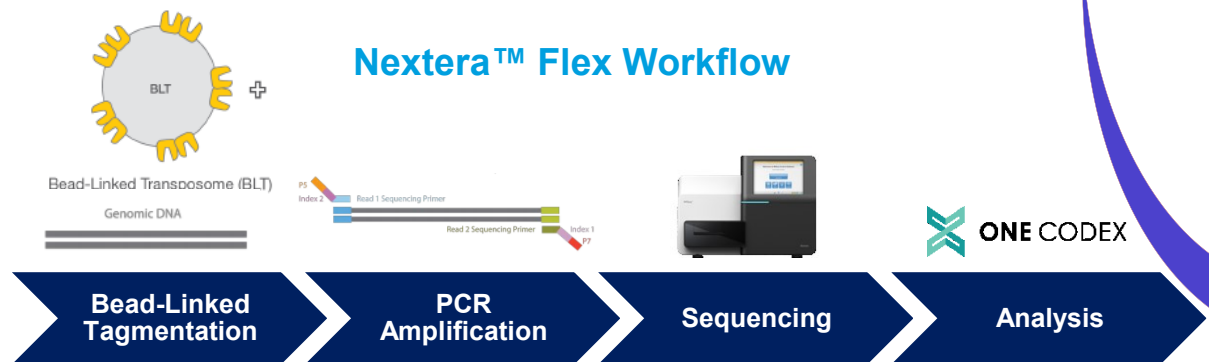 Nextera™ Flex Workflow
BLT
Bead-Linked Transposome (BLT)
Genomic DNA
P5
Index 2
Read 1 Sequencing Primer
Read 2 Sequencing Primer
Index 1
P7
ONE CODEX
Bead-Linked
Tagmentation
PCR
Amplification
Sequencing
Analysis